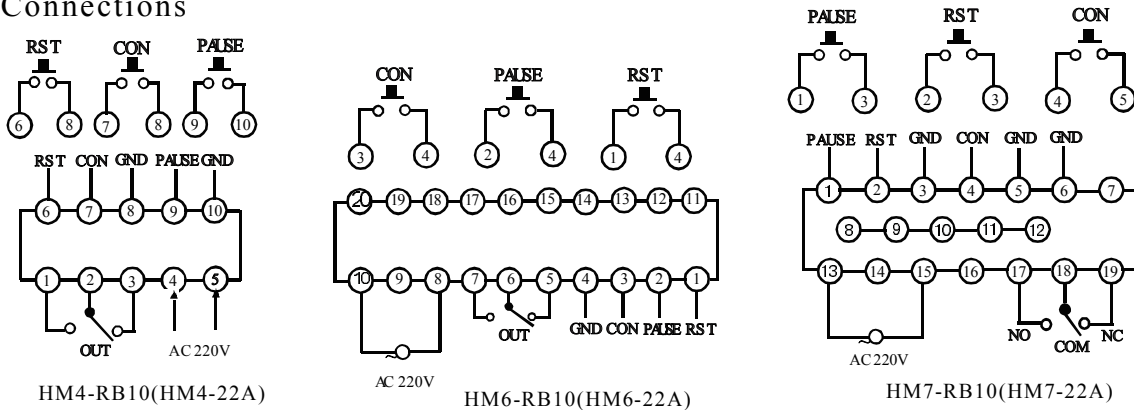 Connections
RST CON PAUSE
6 8 7 8 9 10
RST CON GND PAUSE GND
6 7 8 9 10
1 2 3 4 5
OUT
AC 220V
HM4-RB10(HM4-22A)
CON PAUSE RST
3 4 2 4 1 4
20 19 18 17 16 15 14 13 12 11
10 9 8 7 6 5 4 3 2 1
OUT
GND CON PAUSE RST
~
AC 220V
HM6-RB10(HM6-22A)
PAUSE RST CON
1 3 2 3 4 5
PAUSE RST GND CON GND GND
1 2 3 4 5 6 7
8 9 10 11 12
13 14 15 16 17 18 19
NO COM NC
~
AC 220V
HM7-RB10(HM7-22A)